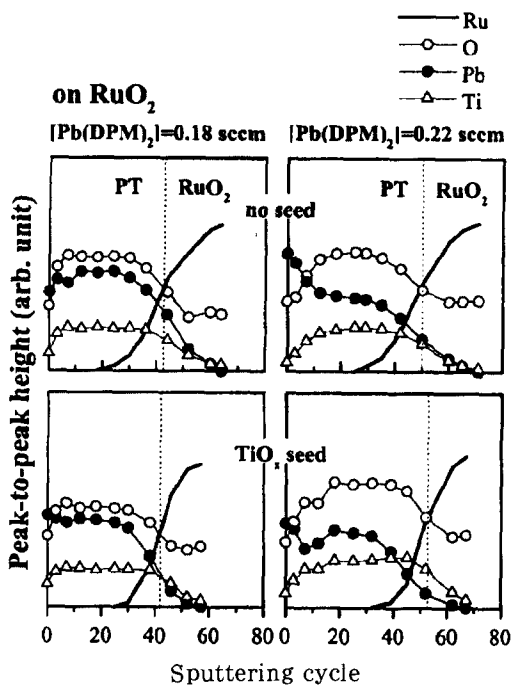 Ru
O
Pb
Ti
on RuO₂
[Pb(DPM)₂]=0.18 sccm
[Pb(DPM)₂]=0.22 sccm
PT RuO₂
PT RuO₂
no seed
TiOₓ seed
Peak-to-peak height (arb. unit)
0 20 40 60 80
0 20 40 60 80
Sputtering cycle